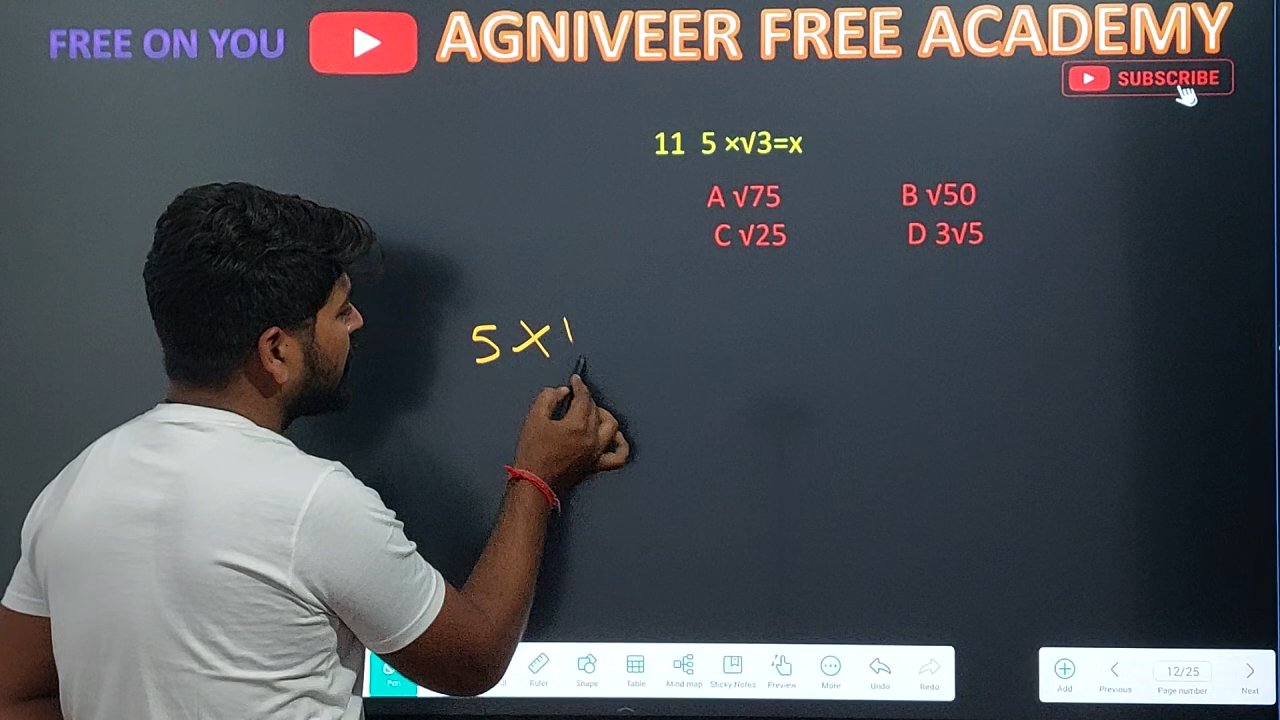 FREE ON YOU AGNIVEER FREE ACADEMY
SUBSCRIBE
11 5 ×√3=x
A √75 B √50
C √25 D 3√5
5 ×
Pen Ruler Shape Table Mind map Sticky Notes Preview More Undo Redo Add Previous 12/25 Page number Next